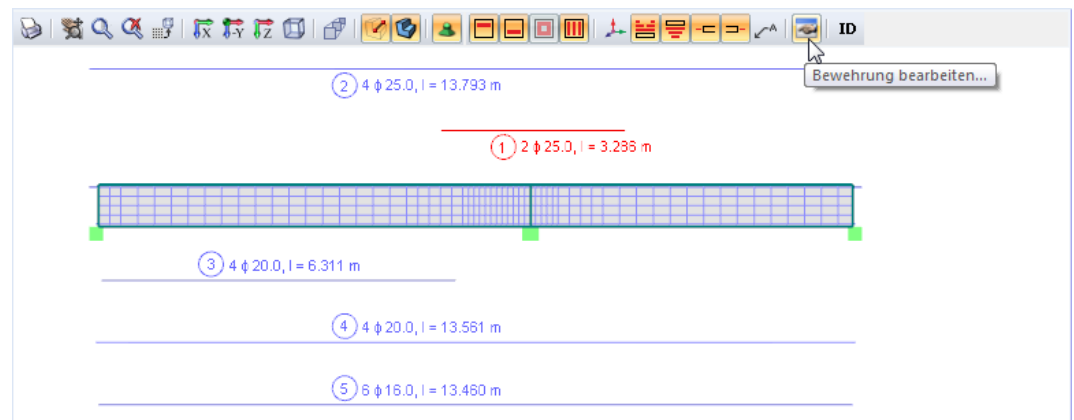 X -Y Z A ID
Bewehrung bearbeiten...
2 4 ϕ 25.0, l = 13.793 m
1 2 ϕ 25.0, l = 3.286 m
3 4 ϕ 20.0, l = 6.311 m
4 4 ϕ 20.0, l = 13.561 m
5 6 ϕ 16.0, l = 13.460 m